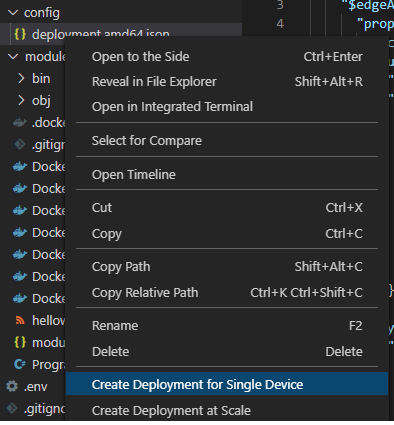 config
3
"$edgeA
deployment.amd64.json
4
"prop
module
Open to the Side Ctrl+Enter
bin
Reveal in File Explorer Shift+Alt+R
obj
Open in Integrated Terminal
.docke
.gitign
Select for Compare
Docke
Docke
Open Timeline
Docke
Cut Ctrl+X
Docke
Copy Ctrl+C
Docke
Copy Path Shift+Alt+C
Docke
Copy Relative Path Ctrl+K Ctrl+Shift+C
hellow
Rename F2
modu
Delete Delete
Progr
Create Deployment for Single Device
.env
Create Deployment at Scale
.gitigno